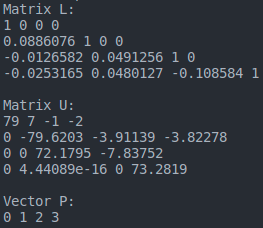 Matrix L:
1 0 0 0
0.0886076 1 0 0
-0.0126582 0.0491256 1 0
-0.0253165 0.0480127 -0.108584 1
Matrix U:
79 7 -1 -2
0 -79.6203 -3.91139 -3.82278
0 0 72.1795 -7.83752
0 4.44089e-16 0 73.2819
Vector P:
0 1 2 3